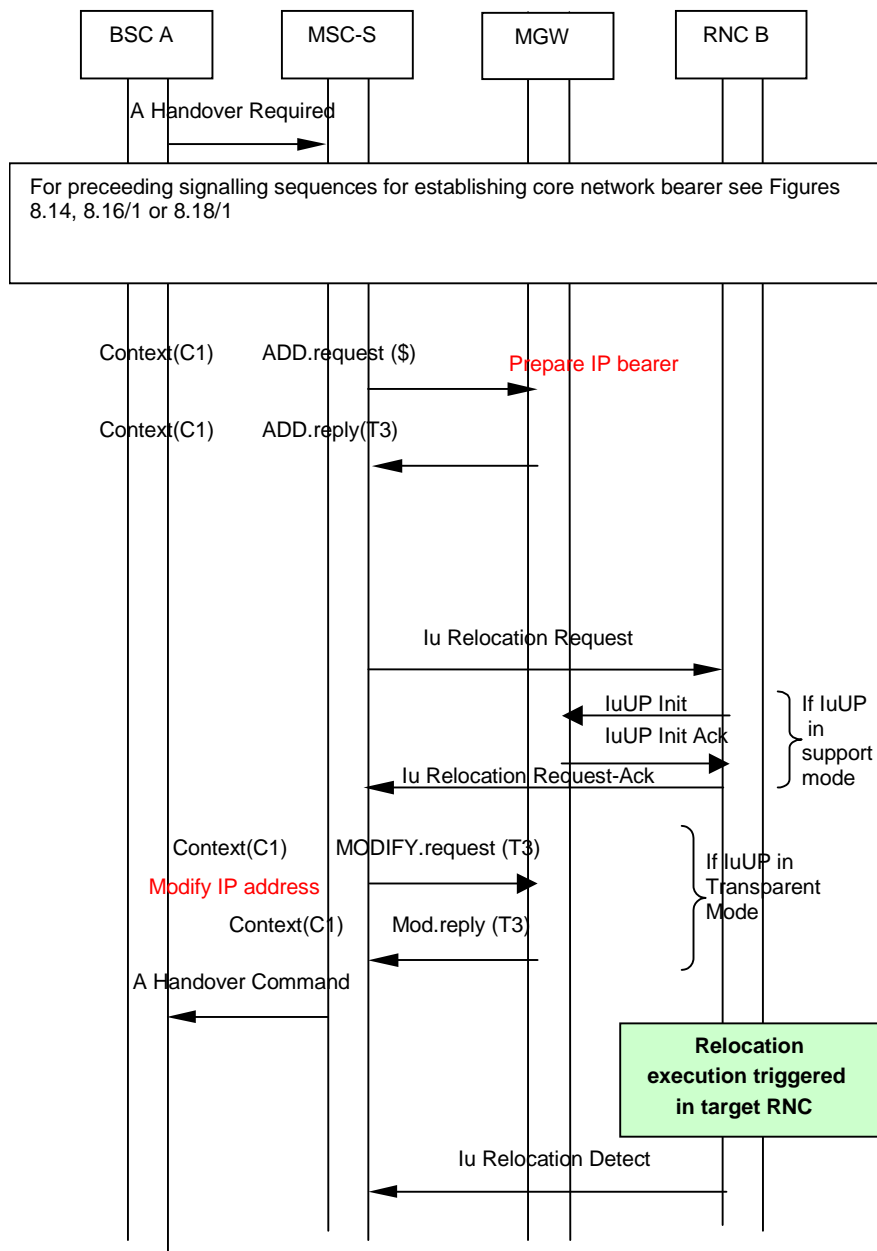 BSC A
MSC-S
MGW
RNC B
A Handover Required
For preceeding signalling sequences for establishing core network bearer see Figures
8.14, 8.16/1 or 8.18/1
Context(C1) ADD.request ($)
Prepare IP bearer
Context(C1) ADD.reply(T3)
Iu Relocation Request
IuUP Init
IuUP Init Ack
If IuUP
in
support
mode
Iu Relocation Request-Ack
Context(C1) MODIFY.request (T3)
Modify IP address
If IuUP in
Transparent
Mode
Context(C1) Mod.reply (T3)
A Handover Command
Relocation
execution triggered
in target RNC
Iu Relocation Detect